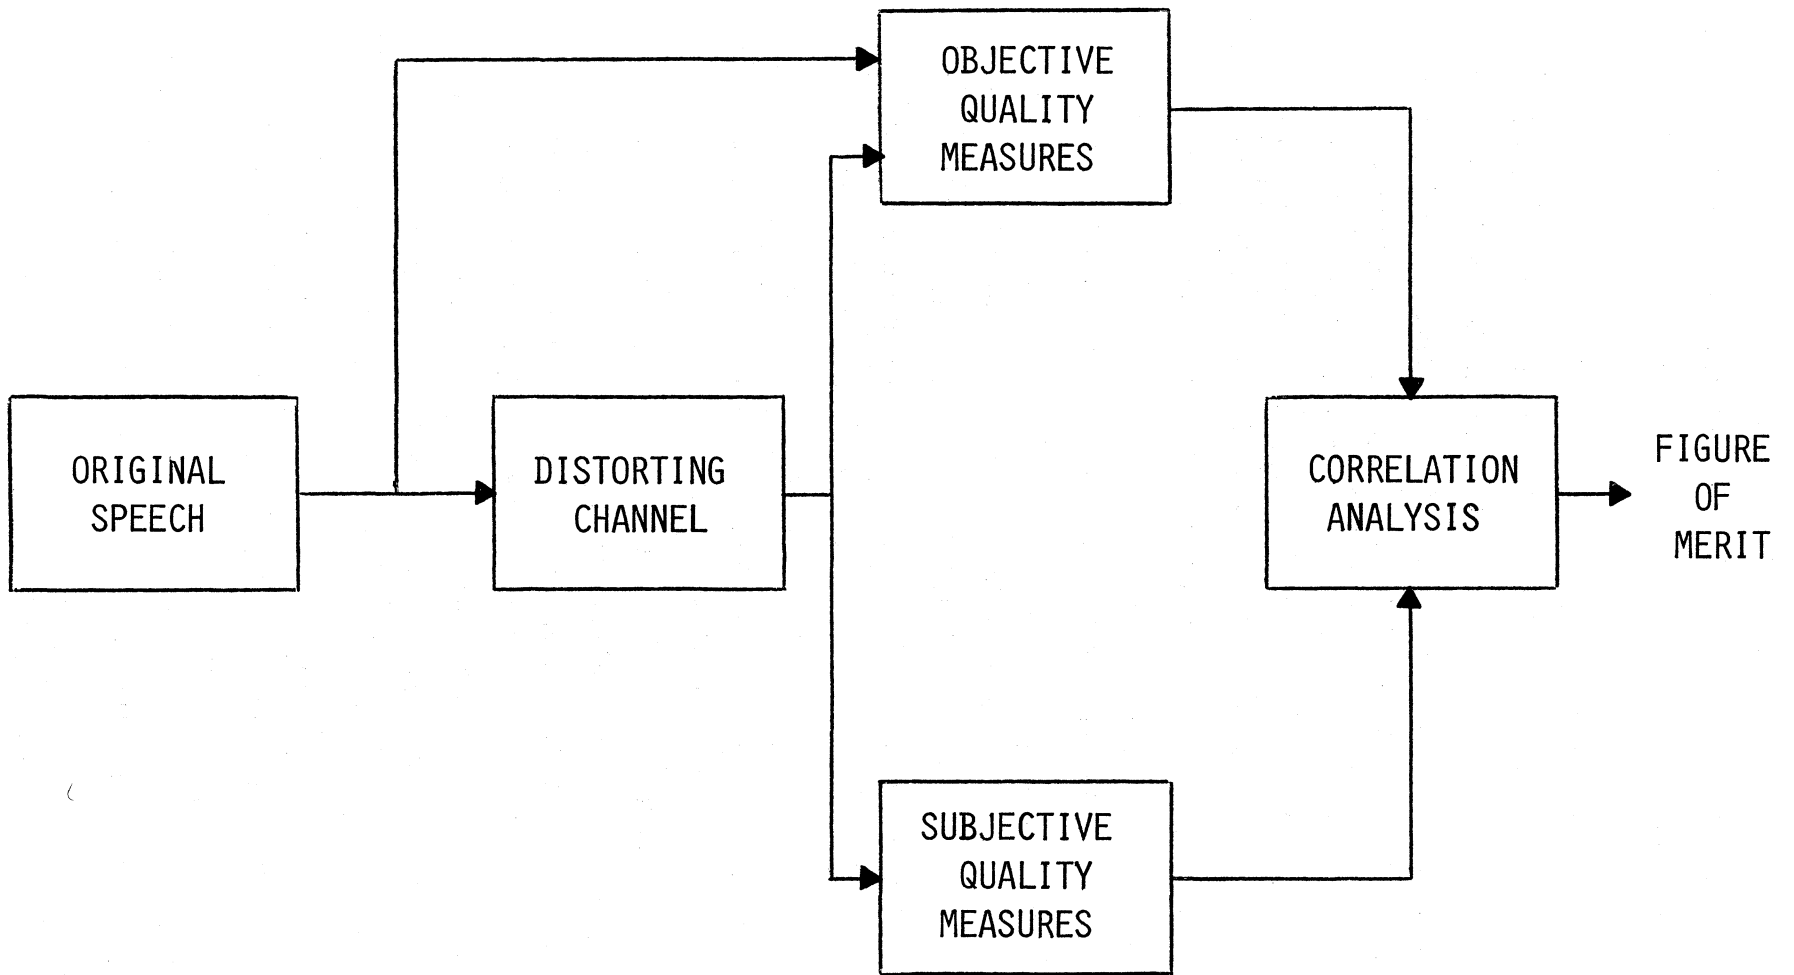 OBJECTIVE
QUALITY
MEASURES
ORIGINAL
SPEECH
DISTORTING
CHANNEL
CORRELATION
ANALYSIS
FIGURE
OF
MERIT
SUBJECTIVE
QUALITY
MEASURES